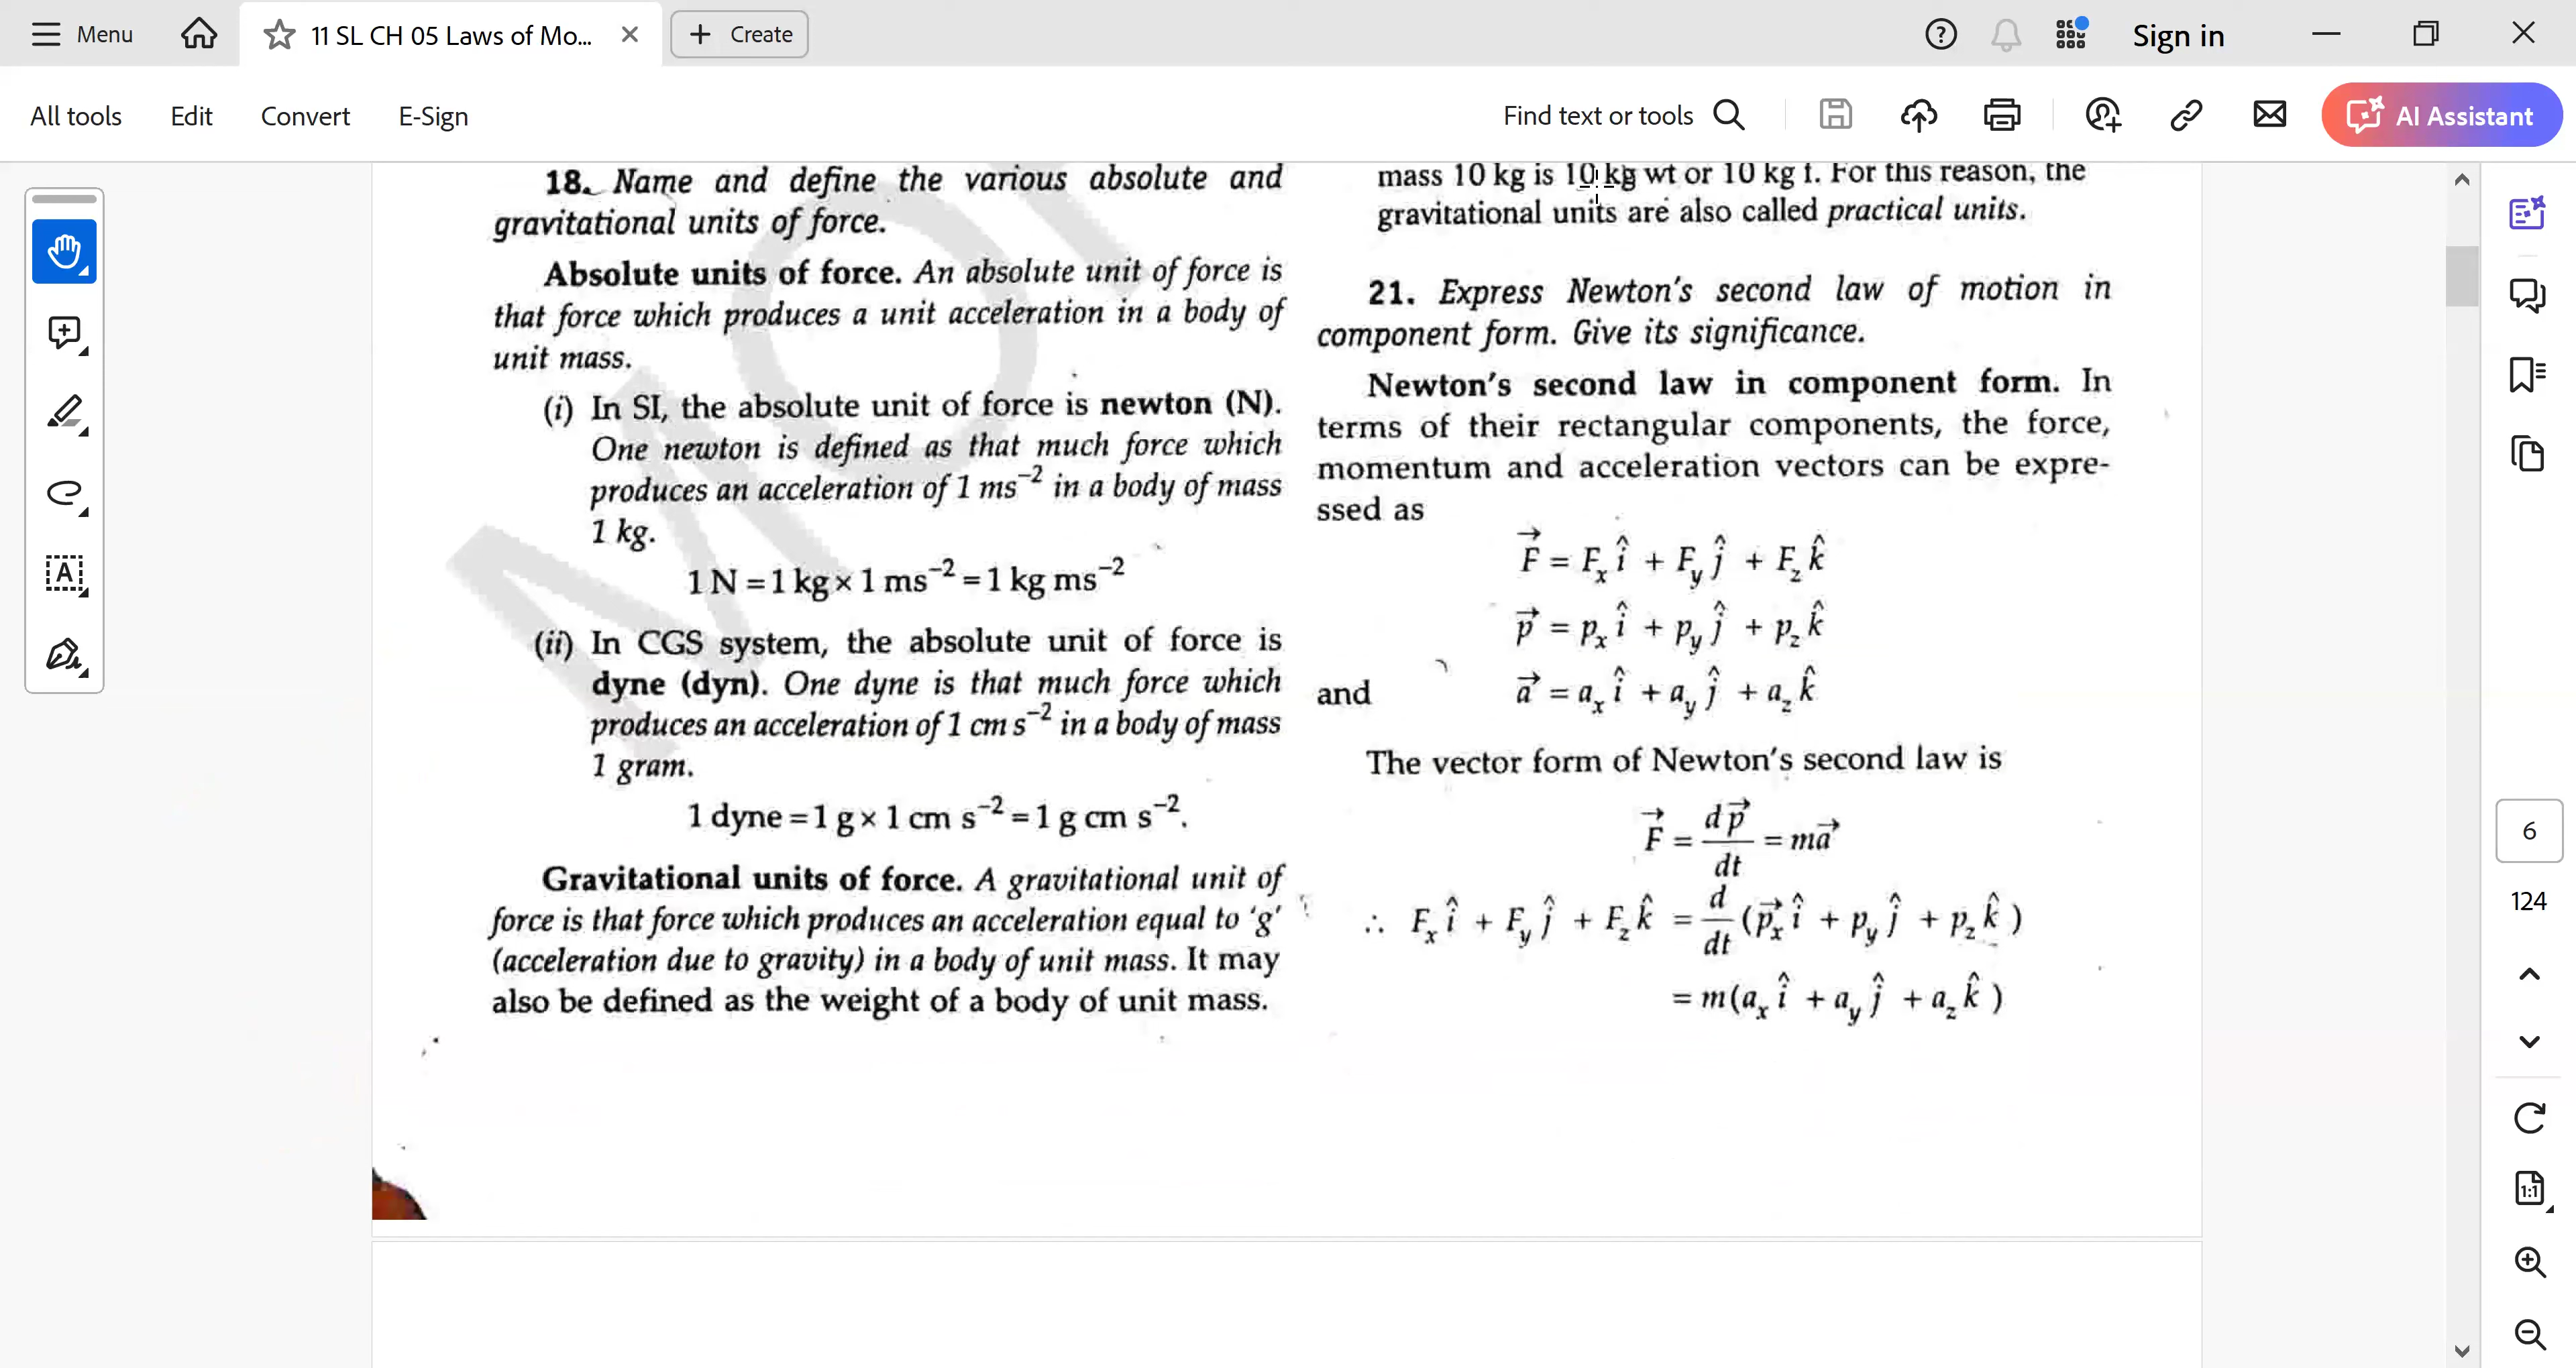 Menu
11 SL CH 05 Laws of Mo...
Create
Sign in
All tools
Edit
Convert
E-Sign
Find text or tools
AI Assistant
18. Name and define the various absolute and
gravitational units of force.
Absolute units of force. An absolute unit of force is
that force which produces a unit acceleration in a body of
unit mass.
(i) In SI, the absolute unit of force is newton (N).
One newton is defined as that much force which
produces an acceleration of 1 ms⁻² in a body of mass
1 kg.
1 N = 1 kg × 1 ms⁻² = 1 kg ms⁻²
(ii) In CGS system, the absolute unit of force is
dyne (dyn). One dyne is that much force which
produces an acceleration of 1 cm s⁻² in a body of mass
1 gram.
1 dyne = 1 g × 1 cm s⁻² = 1 g cm s⁻².
Gravitational units of force. A gravitational unit of
force is that force which produces an acceleration equal to 'g'
(acceleration due to gravity) in a body of unit mass. It may
also be defined as the weight of a body of unit mass.
mass 10 kg is 10 kg wt or 10 kg f. For this reason, the
gravitational units are also called practical units.
21. Express Newton's second law of motion in
component form. Give its significance.
Newton's second law in component form. In
terms of their rectangular components, the force,
momentum and acceleration vectors can be expre-
ssed as
F⃗ = Fₓ î + F_y ĵ + F_z k̂
p⃗ = pₓ î + p_y ĵ + p_z k̂
and a⃗ = aₓ î + a_y ĵ + a_z k̂
The vector form of Newton's second law is
F⃗ = dp⃗/dt = ma⃗
∴ Fₓ î + F_y ĵ + F_z k̂ = d/dt (p⃗ₓ î + p_y ĵ + p_z k̂)
= m(aₓ î + a_y ĵ + a_z k̂)
6
124
1:1